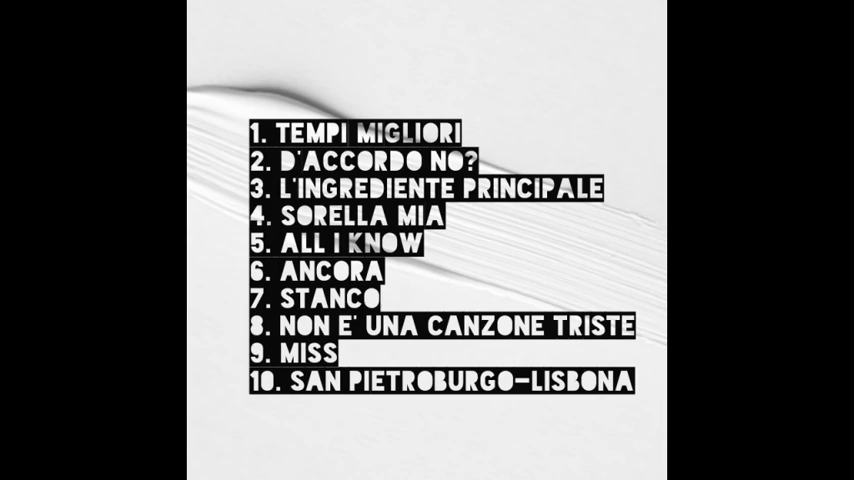 1. TEMPI MIGLIORI
2. D'ACCORDO NO?
3. L'INGREDIENTE PRINCIPALE
4. SORELLA MIA
5. ALL I KNOW
6. ANCORA
7. STANCO
8. NON E' UNA CANZONE TRISTE
9. MISS
10. SAN PIETROBURGO-LISBONA